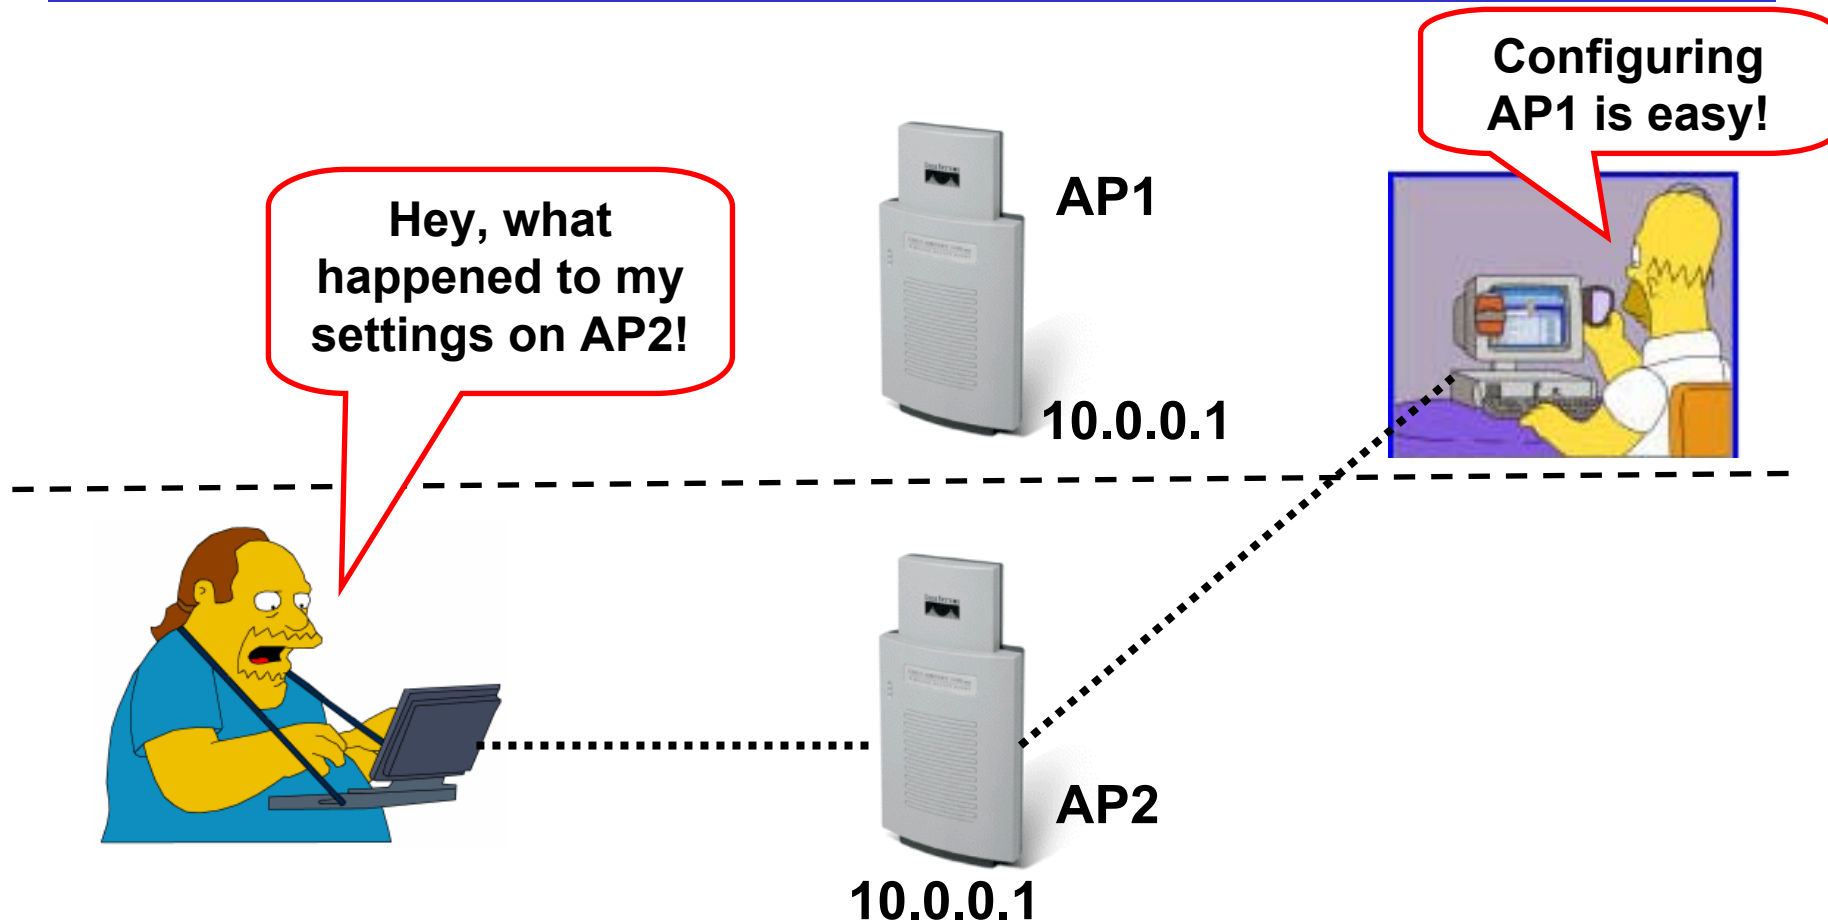 Configuring
AP1 is easy!
AP1
Hey, what
happened to my
settings on AP2!
10.0.0.1
AP2
10.0.0.1